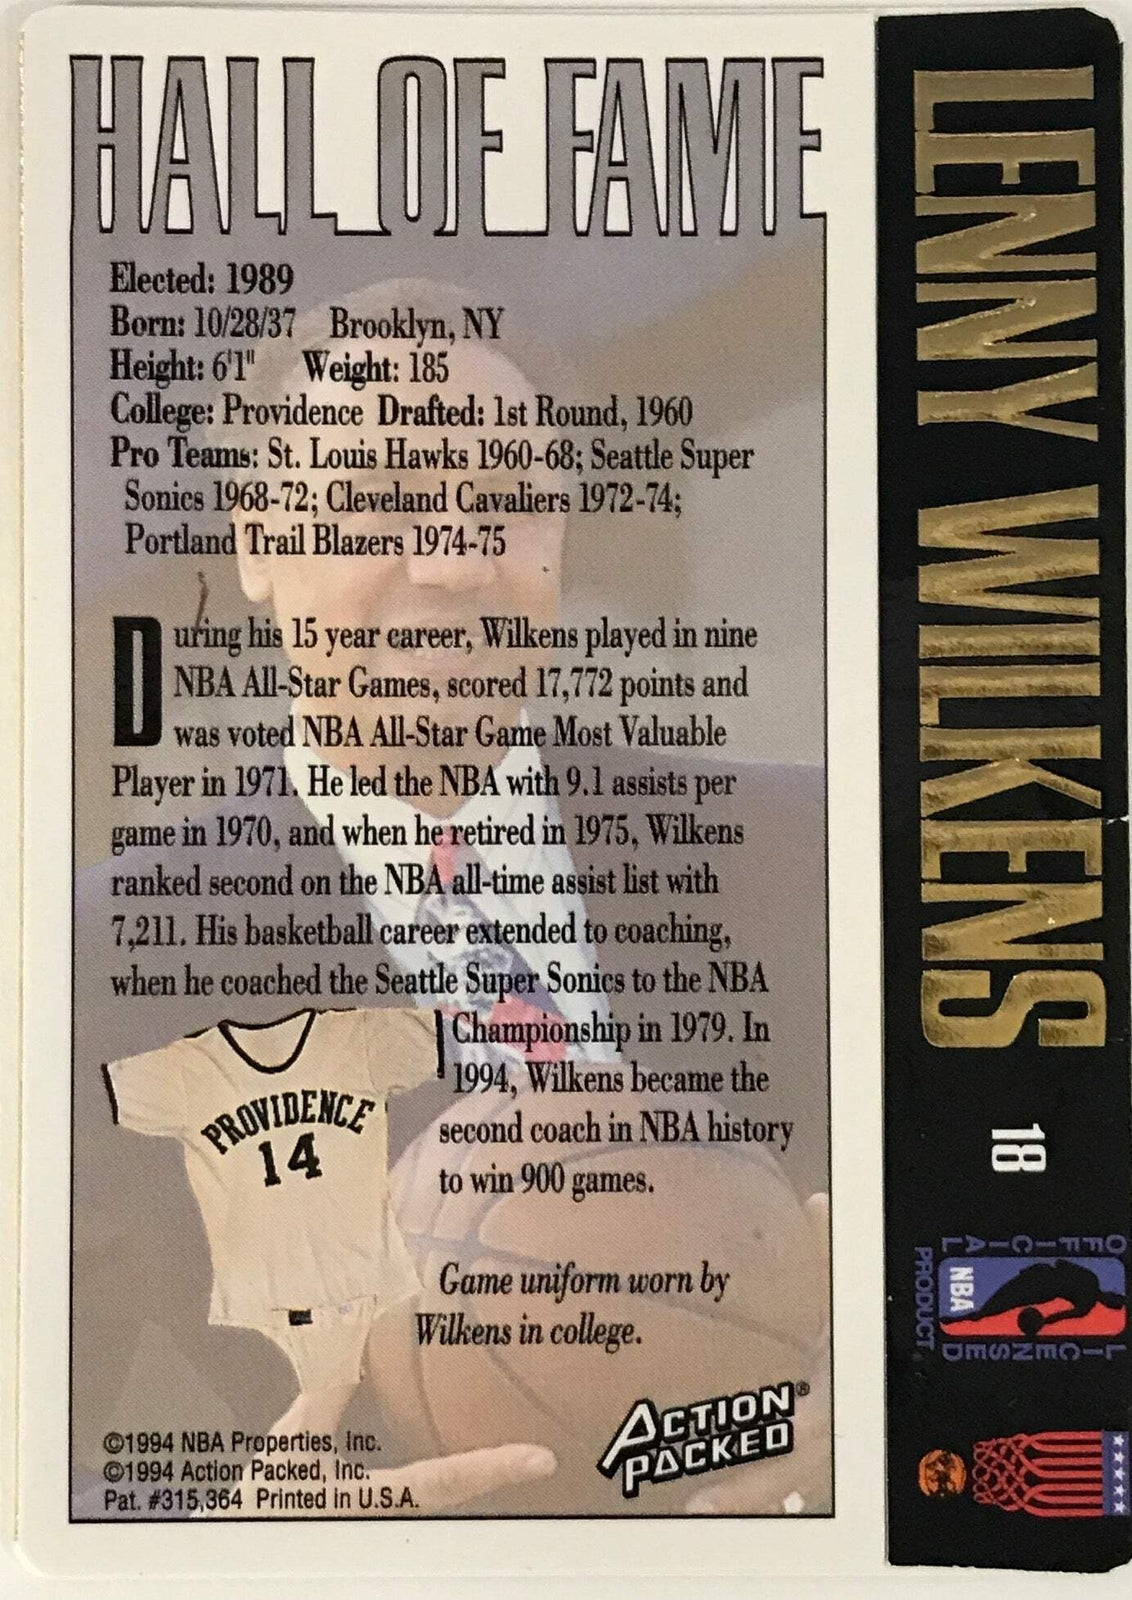 HALL OF FAME
Elected: 1989
Born: 10/28/37 Brooklyn, NY
Height: 6'1" Weight: 185
College: Providence Drafted: 1st Round, 1960
Pro Teams: St. Louis Hawks 1960-68; Seattle Super
Sonics 1968-72; Cleveland Cavaliers 1972-74;
Portland Trail Blazers 1974-75
During his 15 year career, Wilkens played in nine
NBA All-Star Games, scored 17,772 points and
was voted NBA All-Star Game Most Valuable
Player in 1971. He led the NBA with 9.1 assists per
game in 1970, and when he retired in 1975, Wilkens
ranked second on the NBA all-time assist list with
7,211. His basketball career extended to coaching,
when he coached the Seattle Super Sonics to the NBA
Championship in 1979. In
1994, Wilkens became the
second coach in NBA history
to win 900 games.
PROVIDENCE
14
Game uniform worn by
Wilkens in college.
ACTION PACKED®
©1994 NBA Properties, Inc.
©1994 Action Packed, Inc.
Pat. #315,364 Printed in U.S.A.
LENNY WILKENS
18
OFFICIAL LICENSED
NBA
PRODUCT